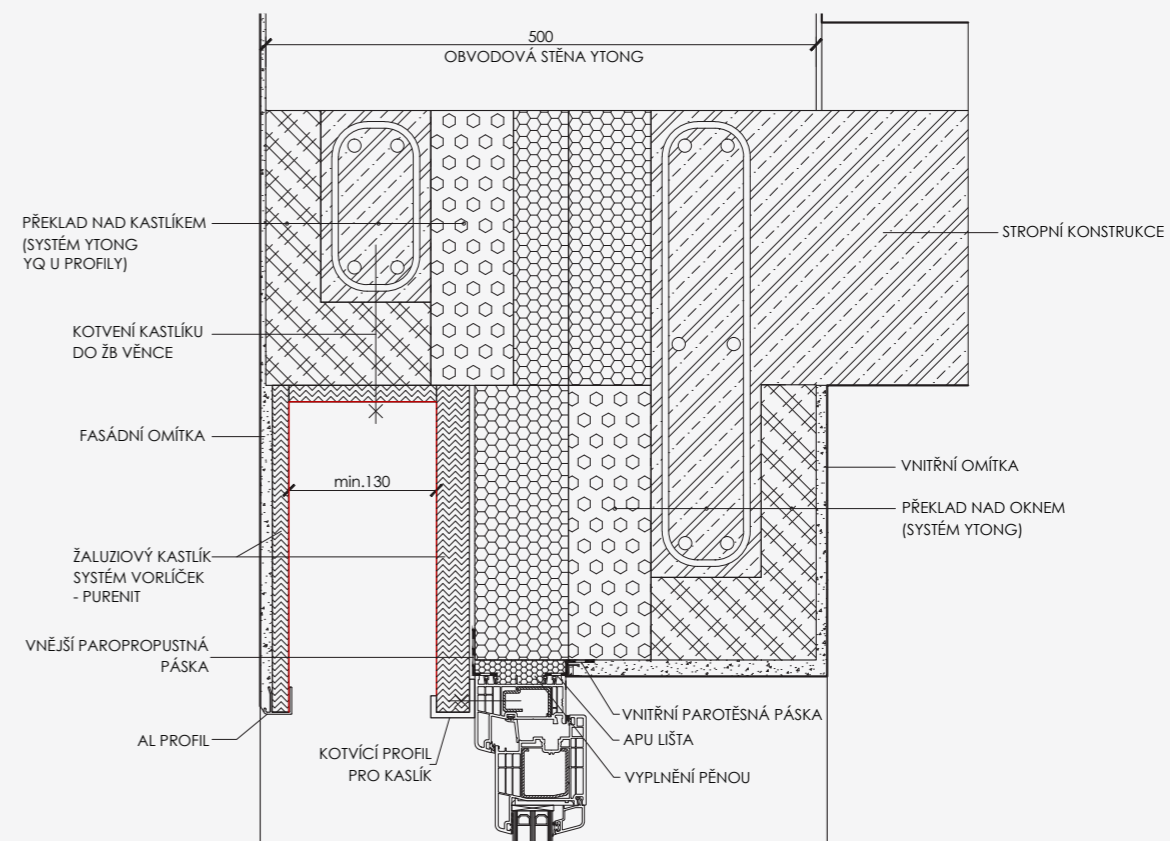 500
OBVODOVÁ STĚNA YTONG
PŘEKLAD NAD KASTLÍKEM
(SYSTÉM YTONG
YQ U PROFILY)
STROPNÍ KONSTRUKCE
KOTVENÍ KASTLÍKU
DO ŽB VĚNCE
FASÁDNÍ OMÍTKA
VNITŘNÍ OMÍTKA
min.130
PŘEKLAD NAD OKNEM
(SYSTÉM YTONG)
ŽALUZIOVÝ KASTLÍK
SYSTÉM VORLÍČEK
- PURENIT
VNĚJŠÍ PAROPROPUSTNÁ
PÁSKA
VNITŘNÍ PAROTĚSNÁ PÁSKA
AL PROFIL
APU LIŠTA
KOTVÍCÍ PROFIL
PRO KASLÍK
VYPLNĚNÍ PĚNOU